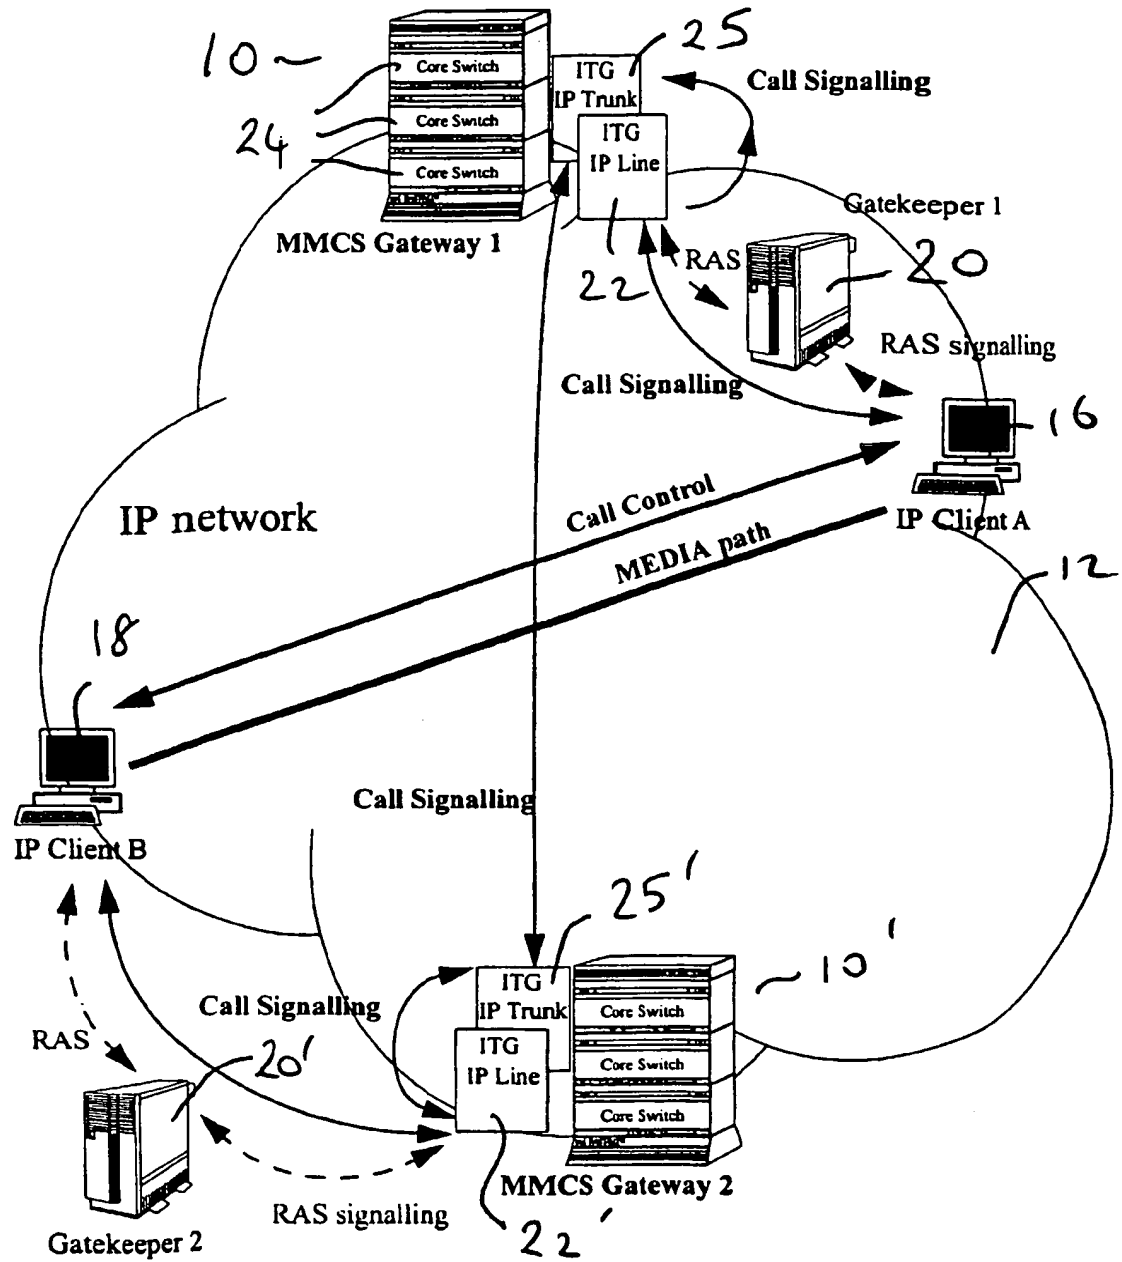 10
24
Core Switch
Core Switch
Core Switch
MMCS Gateway 1
ITG
IP Trunk
25
ITG
IP Line
22
Call Signalling
Gatekeeper 1
20
RAS
RAS signalling
Call Signalling
16
IP Client A
IP network
Call Control
MEDIA path
12
18
IP Client B
Call Signalling
25'
10'
ITG
IP Trunk
ITG
IP Line
Core Switch
Core Switch
Core Switch
Call Signalling
RAS
20'
MMCS Gateway 2
22'
RAS signalling
Gatekeeper 2